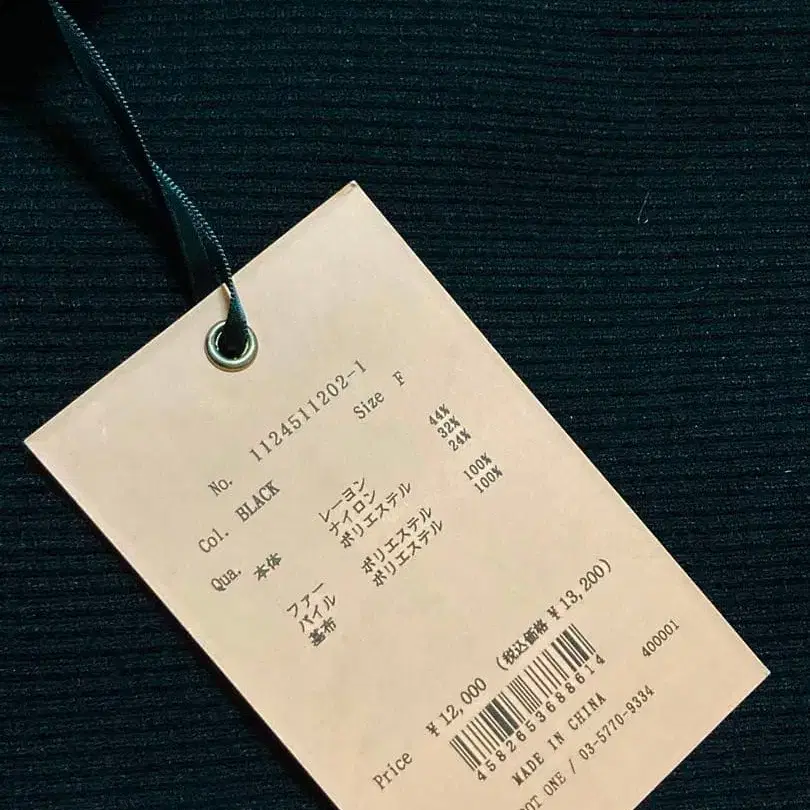 No. 1124511202-1
Col. BLACK Size F
Qua. 本体 レーヨン 44%
ナイロン 32%
ポリエステル 24%
ファー
パイル ポリエステル 100%
基布 ポリエステル 100%
Price ¥12,000 (税込価格 ¥13,200)
4582653688614
400001
MADE IN CHINA
ONE / 03-5770-9334